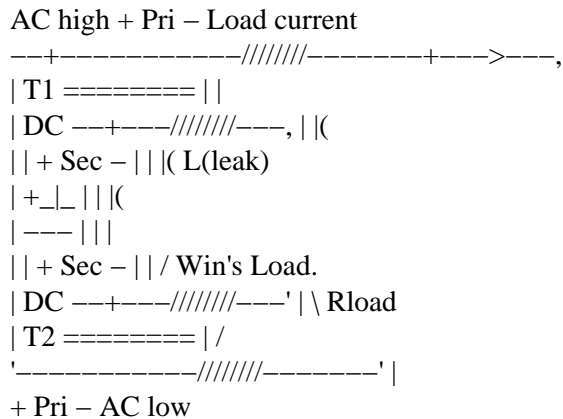 AC high + Pri − Load current
−−+−−−−−−−−−−−////////−−−−−−−+−−−>−−−,
| T1 ======== | |
| DC −−+−−−////////−−−, | |(
| | + Sec − | | |( L(leak)
| +_|_ | | |(
| −−− | | |
| | + Sec − | | / Win's Load.
| DC −−+−−−////////−−−' | \ Rload
| T2 ======== | /
'−−−−−−−−−−−////////−−−−−−−' |
+ Pri − AC low